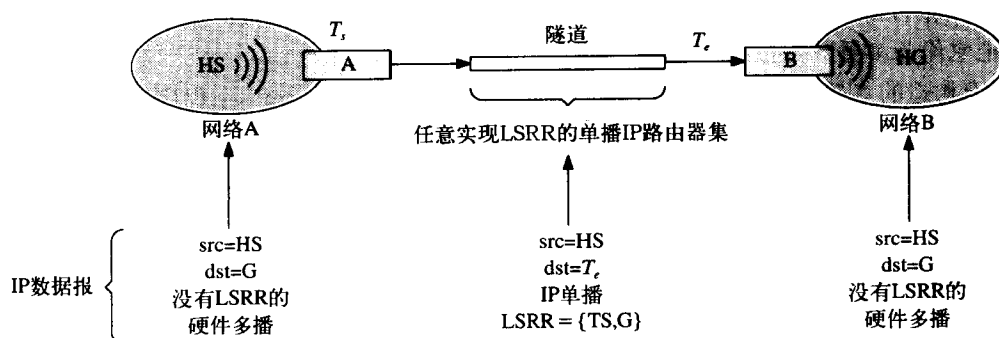 T_s
隧道
T_e
HS
A
B
HG
网络A
任意实现LSRR的单播IP路由器集
网络B
IP数据报
src=HS
dst=G
没有LSRR的
硬件多播
src=HS
dst=T_e
IP单播
LSRR={TS,G}
src=HS
dst=G
没有LSRR的
硬件多播